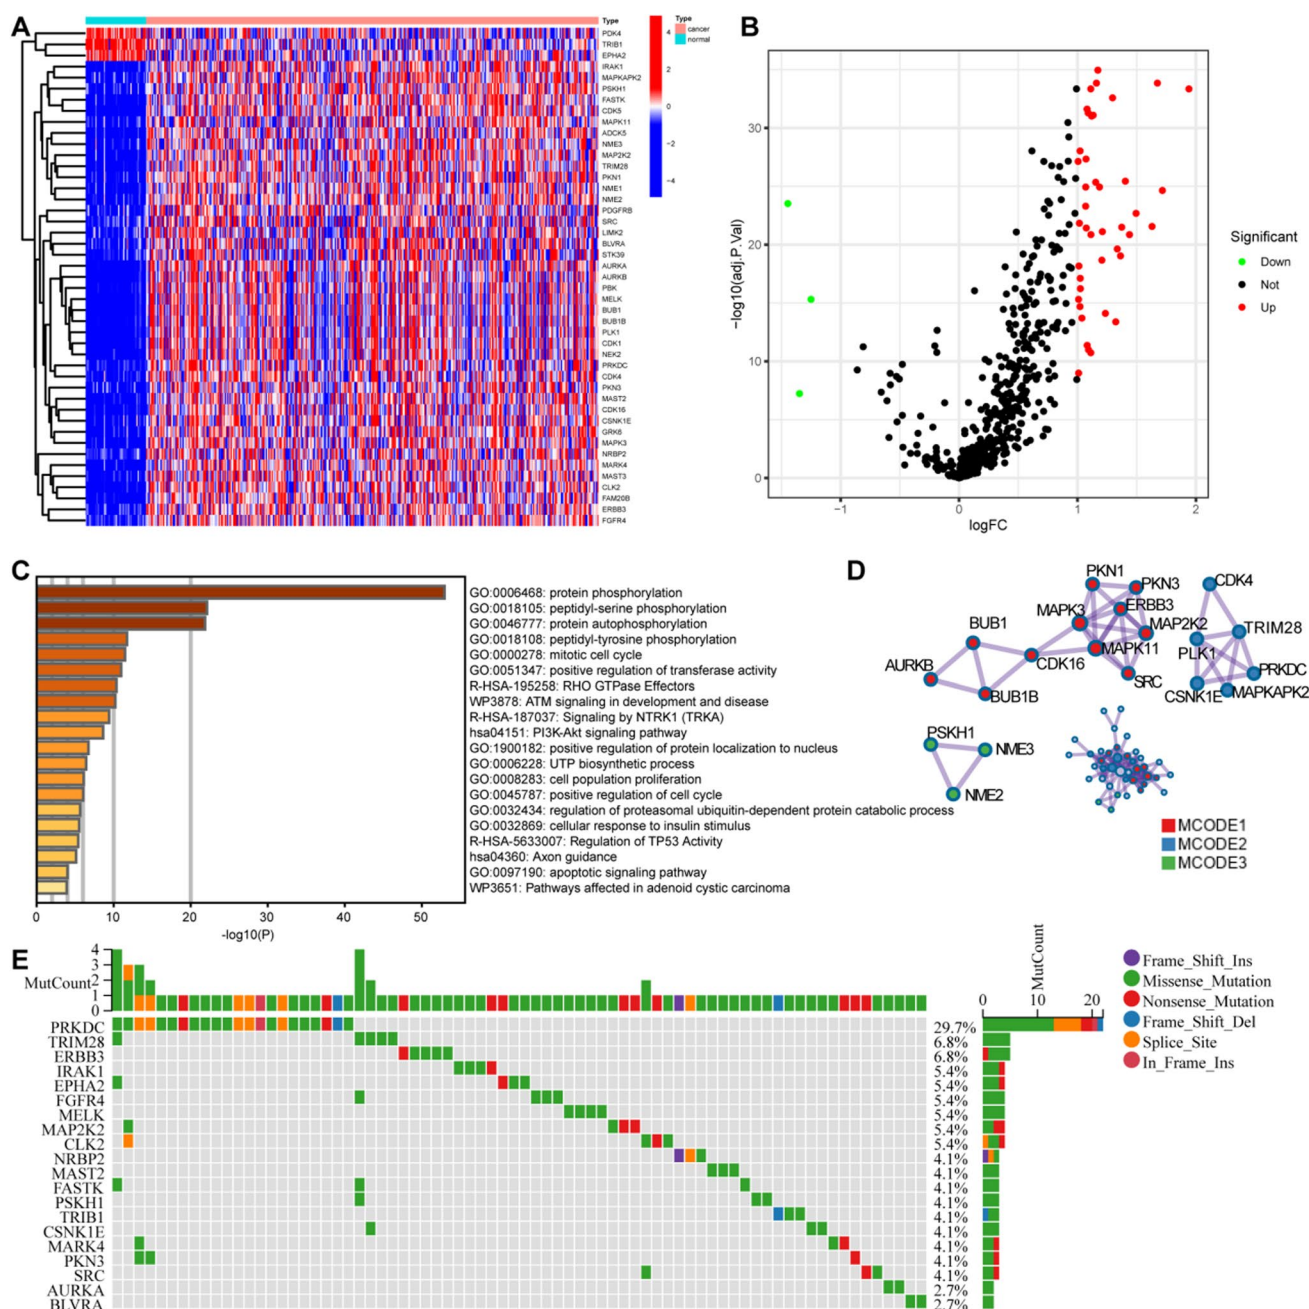 A
Type
PDK4
TRIB1
EPHA2
IRAK1
MAPKAPK2
PSKH1
FASTK
CDK5
MAPK11
ADCK5
NME3
MAP2K2
TRIM28
PKN1
NME1
NME2
PDGFRB
SRC
LIMK2
BLVRA
STK39
AURKA
AURKB
PBK
MELK
BUB1
BUB1B
PLK1
CDK1
NEK2
PRKDC
CDK4
PKN3
MAST2
CDK16
CSNK1E
GRK6
MAPK3
NRBP2
MARK4
MAST3
CLK2
FAM20B
ERBB3
FGFR4
4
2
0
−2
−4
Type
cancer
normal
B
−log10(adj.P.Val)
30
20
10
0
−1
0
1
2
logFC
Significant
Down
Not
Up
C
GO:0006468: protein phosphorylation
GO:0018105: peptidyl-serine phosphorylation
GO:0046777: protein autophosphorylation
GO:0018108: peptidyl-tyrosine phosphorylation
GO:0000278: mitotic cell cycle
GO:0051347: positive regulation of transferase activity
R-HSA-195258: RHO GTPase Effectors
WP3878: ATM signaling in development and disease
R-HSA-187037: Signaling by NTRK1 (TRKA)
hsa04151: PI3K-Akt signaling pathway
GO:1900182: positive regulation of protein localization to nucleus
GO:0006228: UTP biosynthetic process
GO:0008283: cell population proliferation
GO:0045787: positive regulation of cell cycle
GO:0032434: regulation of proteasomal ubiquitin-dependent protein catabolic process
GO:0032869: cellular response to insulin stimulus
R-HSA-5633007: Regulation of TP53 Activity
hsa04360: Axon guidance
GO:0097190: apoptotic signaling pathway
WP3651: Pathways affected in adenoid cystic carcinoma
0 10 20 30 40 50
-log10(P)
D
PKN1
PKN3
MAPK3
ERBB3
MAP2K2
BUB1
MAPK11
CDK16
AURKB
SRC
BUB1B
CDK4
TRIM28
PLK1
PRKDC
CSNK1E
MAPKAPK2
PSKH1
NME3
NME2
MCODE1
MCODE2
MCODE3
E
MutCount
4
3
2
1
0
PRKDC 29.7%
TRIM28 6.8%
ERBB3 6.8%
IRAK1 5.4%
EPHA2 5.4%
FGFR4 5.4%
MELK 5.4%
MAP2K2 5.4%
CLK2 5.4%
NRBP2 4.1%
MAST2 4.1%
FASTK 4.1%
PSKH1 4.1%
TRIB1 4.1%
CSNK1E 4.1%
MARK4 4.1%
PKN3 4.1%
SRC 4.1%
AURKA 2.7%
BLVRA 2.7%
MutCount
0 10 20
Frame_Shift_Ins
Missense_Mutation
Nonsense_Mutation
Frame_Shift_Del
Splice_Site
In_Frame_Ins